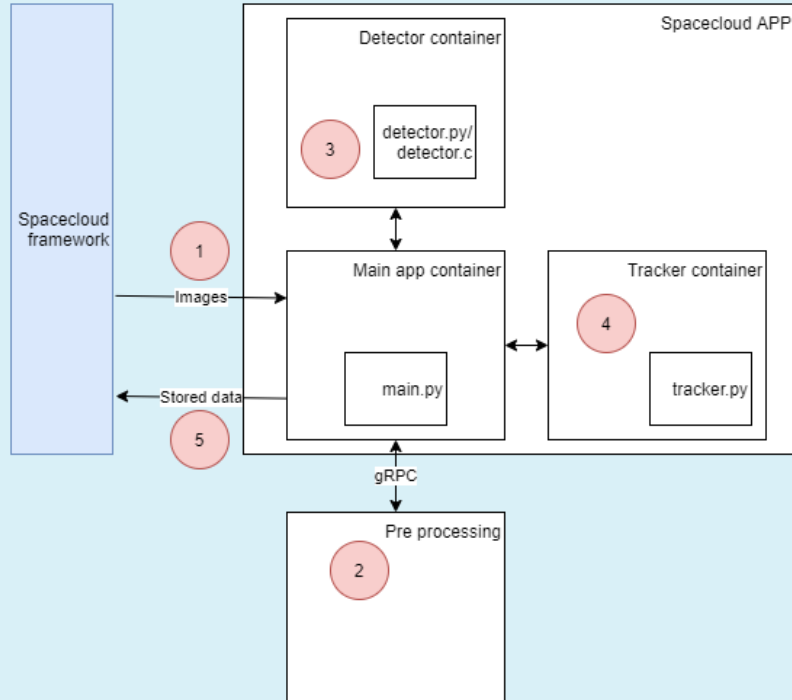 Spacecloud APP
Detector container
3
detector.py/
detector.c
Spacecloud
framework
1
Images
Main app container
main.py
Tracker container
4
tracker.py
Stored data
5
gRPC
Pre processing
2